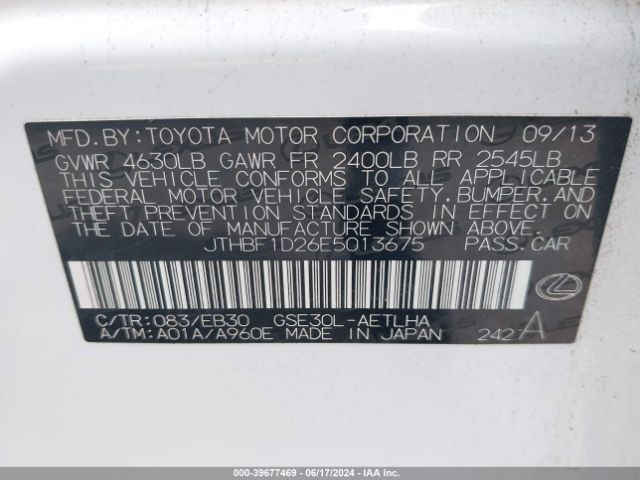 MFD.BY:TOYOTA MOTOR CORPORATION 09/13
GVWR 4630LB GAWR FR 2400LB RR 2545LB
THIS VEHICLE CONFORMS TO ALL APPLICABLE
FEDERAL MOTOR VEHICLE SAFETY.BUMPER.AND
THEFT PREVENTION STANDARDS IN EFFECT ON
THE DATE OF MANUFACTURE SHOWN ABOVE.
JTHBF1D26E5013675 PASS.CAR
C/TR:083/EB30 GSE30L-AETLHA
A/TM:A01A/A960E MADE IN JAPAN 242 A
000-39677469 - 06/17/2024 - IAA Inc.